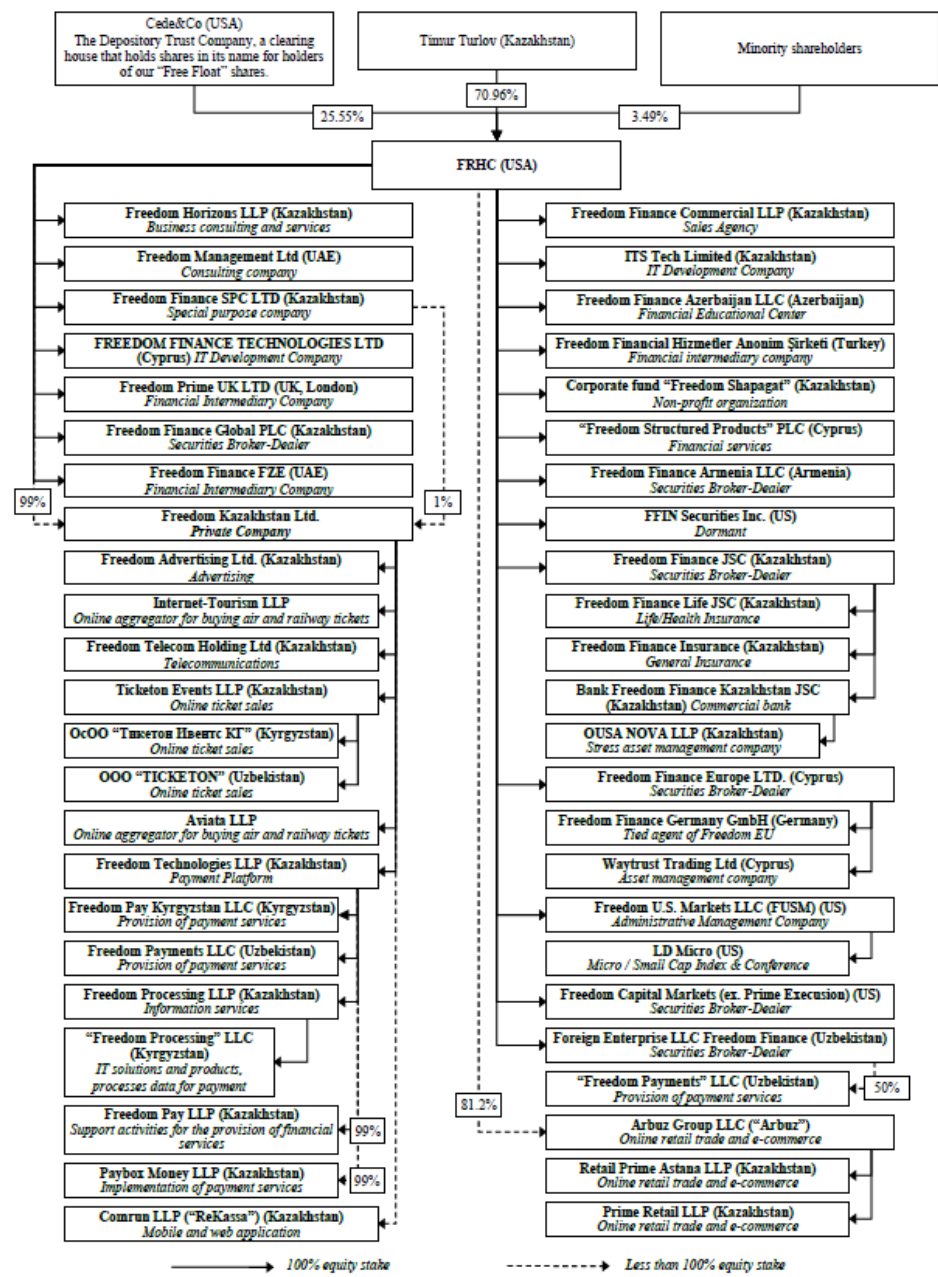 Cede&Co (USA)
The Depository Trust Company, a clearing
house that holds shares in its name for holders
of our “Free Float” shares.
Timur Turlov (Kazakhstan)
Minority shareholders
70.96%
25.55%
3.49%
FRHC (USA)
Freedom Horizons LLP (Kazakhstan)
Business consulting and services
Freedom Management Ltd (UAE)
Consulting company
Freedom Finance SPC LTD (Kazakhstan)
Special purpose company
FREEDOM FINANCE TECHNOLOGIES LTD
(Cyprus) IT Development Company
Freedom Prime UK LTD (UK, London)
Financial Intermediary Company
Freedom Finance Global PLC (Kazakhstan)
Securities Broker-Dealer
Freedom Finance FZE (UAE)
Financial Intermediary Company
99%
1%
Freedom Kazakhstan Ltd.
Private Company
Freedom Advertising Ltd. (Kazakhstan)
Advertising
Internet-Tourism LLP
Online aggregator for buying air and railway tickets
Freedom Telecom Holding Ltd (Kazakhstan)
Telecommunications
Ticketon Events LLP (Kazakhstan)
Online ticket sales
ОсОО “Тикетон Ивентс КГ” (Kyrgyzstan)
Online ticket sales
ООО “TICKETON” (Uzbekistan)
Online ticket sales
Aviata LLP
Online aggregator for buying air and railway tickets
Freedom Technologies LLP (Kazakhstan)
Payment Platform
Freedom Pay Kyrgyzstan LLC (Kyrgyzstan)
Provision of payment services
Freedom Payments LLC (Uzbekistan)
Provision of payment services
Freedom Processing LLP (Kazakhstan)
Information services
“Freedom Processing” LLC
(Kyrgyzstan)
IT solutions and products,
processes data for payment
Freedom Pay LLP (Kazakhstan)
Support activities for the provision of financial
services
99%
Paybox Money LLP (Kazakhstan)
Implementation of payment services
99%
Comrun LLP (“ReKassa”) (Kazakhstan)
Mobile and web application
Freedom Finance Commercial LLP (Kazakhstan)
Sales Agency
ITS Tech Limited (Kazakhstan)
IT Development Company
Freedom Finance Azerbaijan LLC (Azerbaijan)
Financial Educational Center
Freedom Financial Hizmetler Anonim Şirketi (Turkey)
Financial intermediary company
Corporate fund “Freedom Shapagat” (Kazakhstan)
Non-profit organization
“Freedom Structured Products” PLC (Cyprus)
Financial services
Freedom Finance Armenia LLC (Armenia)
Securities Broker-Dealer
FFIN Securities Inc. (US)
Dormant
Freedom Finance JSC (Kazakhstan)
Securities Broker-Dealer
Freedom Finance Life JSC (Kazakhstan)
Life/Health Insurance
Freedom Finance Insurance (Kazakhstan)
General Insurance
Bank Freedom Finance Kazakhstan JSC
(Kazakhstan) Commercial bank
OUSA NOVA LLP (Kazakhstan)
Stress asset management company
Freedom Finance Europe LTD. (Cyprus)
Securities Broker-Dealer
Freedom Finance Germany GmbH (Germany)
Tied agent of Freedom EU
Waytrust Trading Ltd (Cyprus)
Asset management company
Freedom U.S. Markets LLC (FUSM) (US)
Administrative Management Company
LD Micro (US)
Micro / Small Cap Index & Conference
Freedom Capital Markets (ex. Prime Execusion) (US)
Securities Broker-Dealer
Foreign Enterprise LLC Freedom Finance (Uzbekistan)
Securities Broker-Dealer
“Freedom Payments” LLC (Uzbekistan)
Provision of payment services
50%
81.2%
Arbuz Group LLC (“Arbuz”)
Online retail trade and e-commerce
Retail Prime Astana LLP (Kazakhstan)
Online retail trade and e-commerce
Prime Retail LLP (Kazakhstan)
Online retail trade and e-commerce
100% equity stake
Less than 100% equity stake